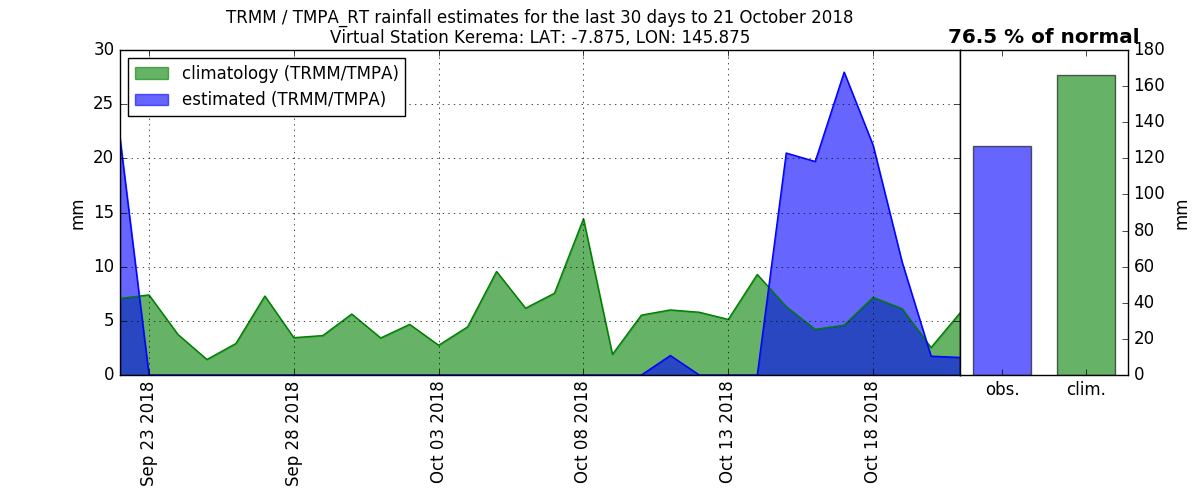 TRMM / TMPA_RT rainfall estimates for the last 30 days to 21 October 2018
Virtual Station Kerema: LAT: -7.875, LON: 145.875
76.5 % of normal
climatology (TRMM/TMPA)
estimated (TRMM/TMPA)
30
25
20
15
10
5
0
mm
Sep 23 2018
Sep 28 2018
Oct 03 2018
Oct 08 2018
Oct 13 2018
Oct 18 2018
180
160
140
120
100
80
60
40
20
0
mm
obs.
clim.